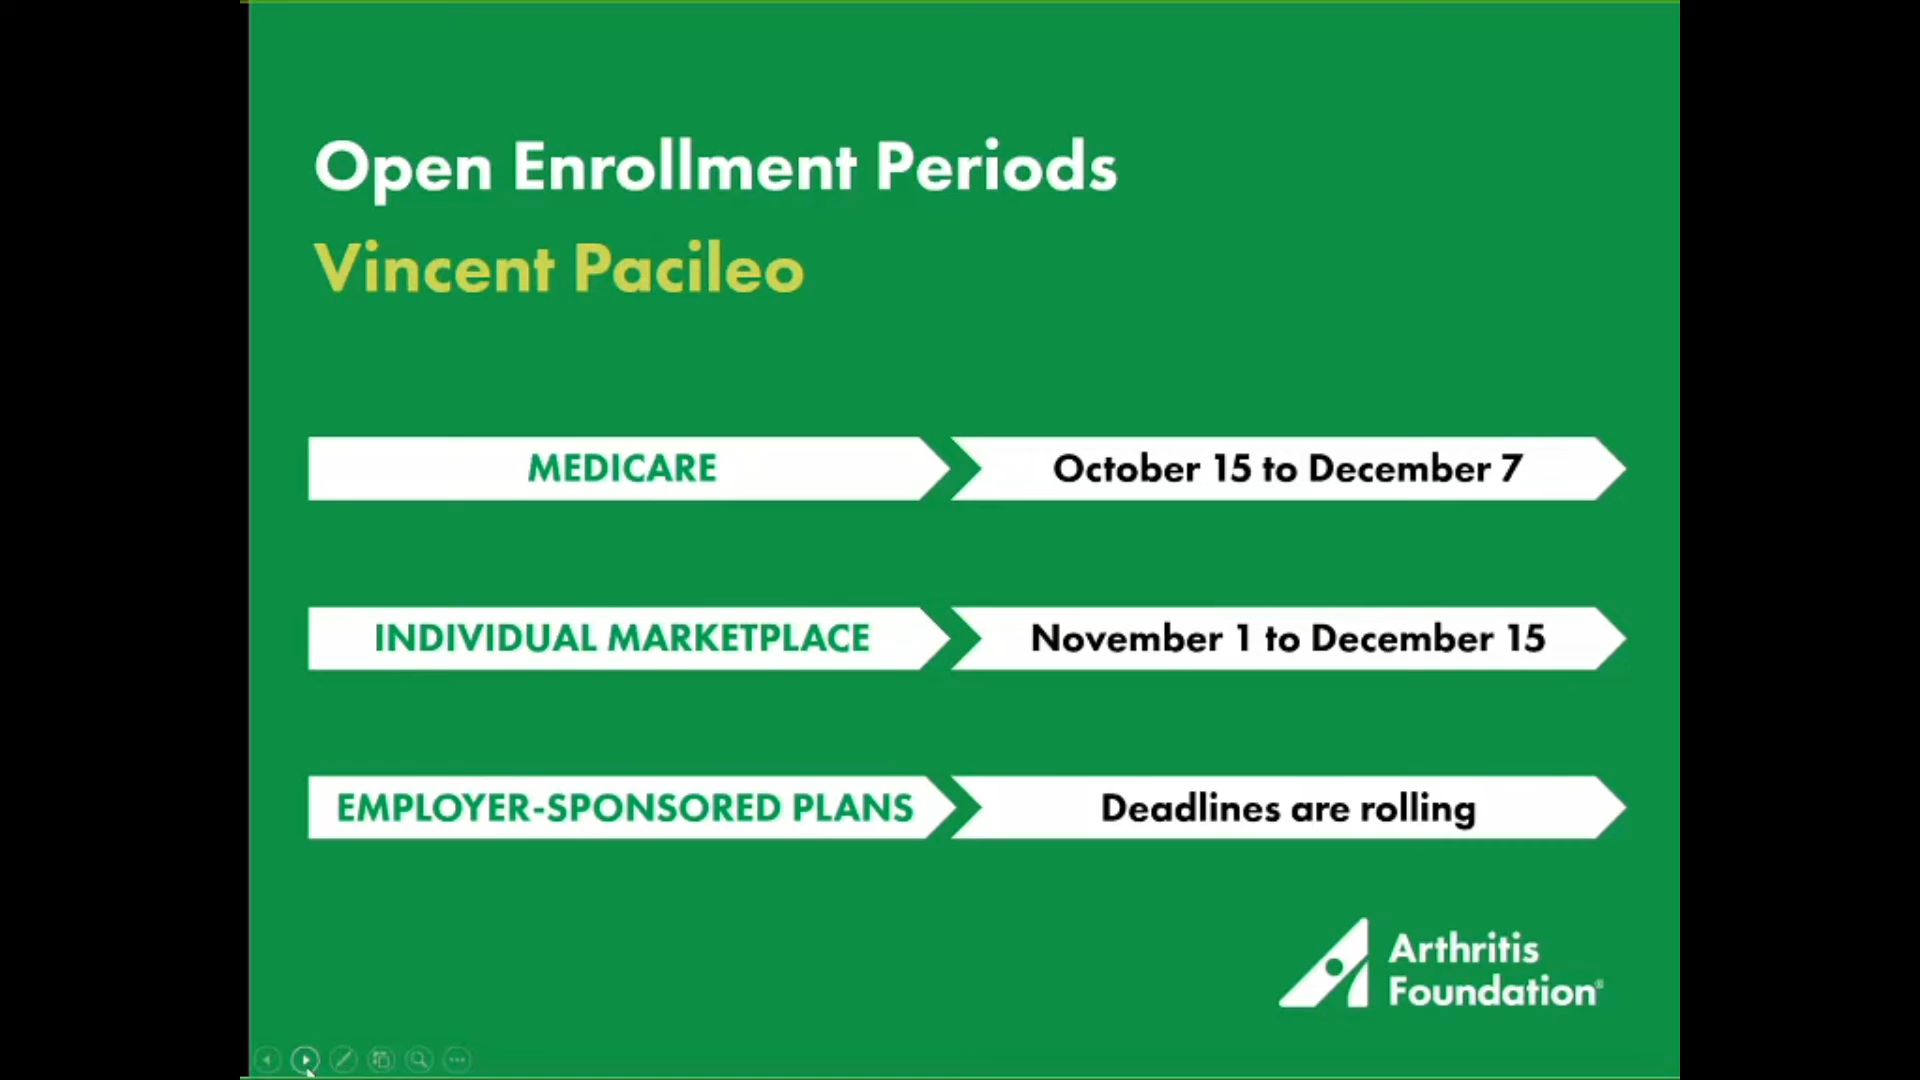 Open Enrollment Periods
Vincent Pacileo
MEDICARE
October 15 to December 7
INDIVIDUAL MARKETPLACE
November 1 to December 15
EMPLOYER-SPONSORED PLANS
Deadlines are rolling
Arthritis
Foundation®